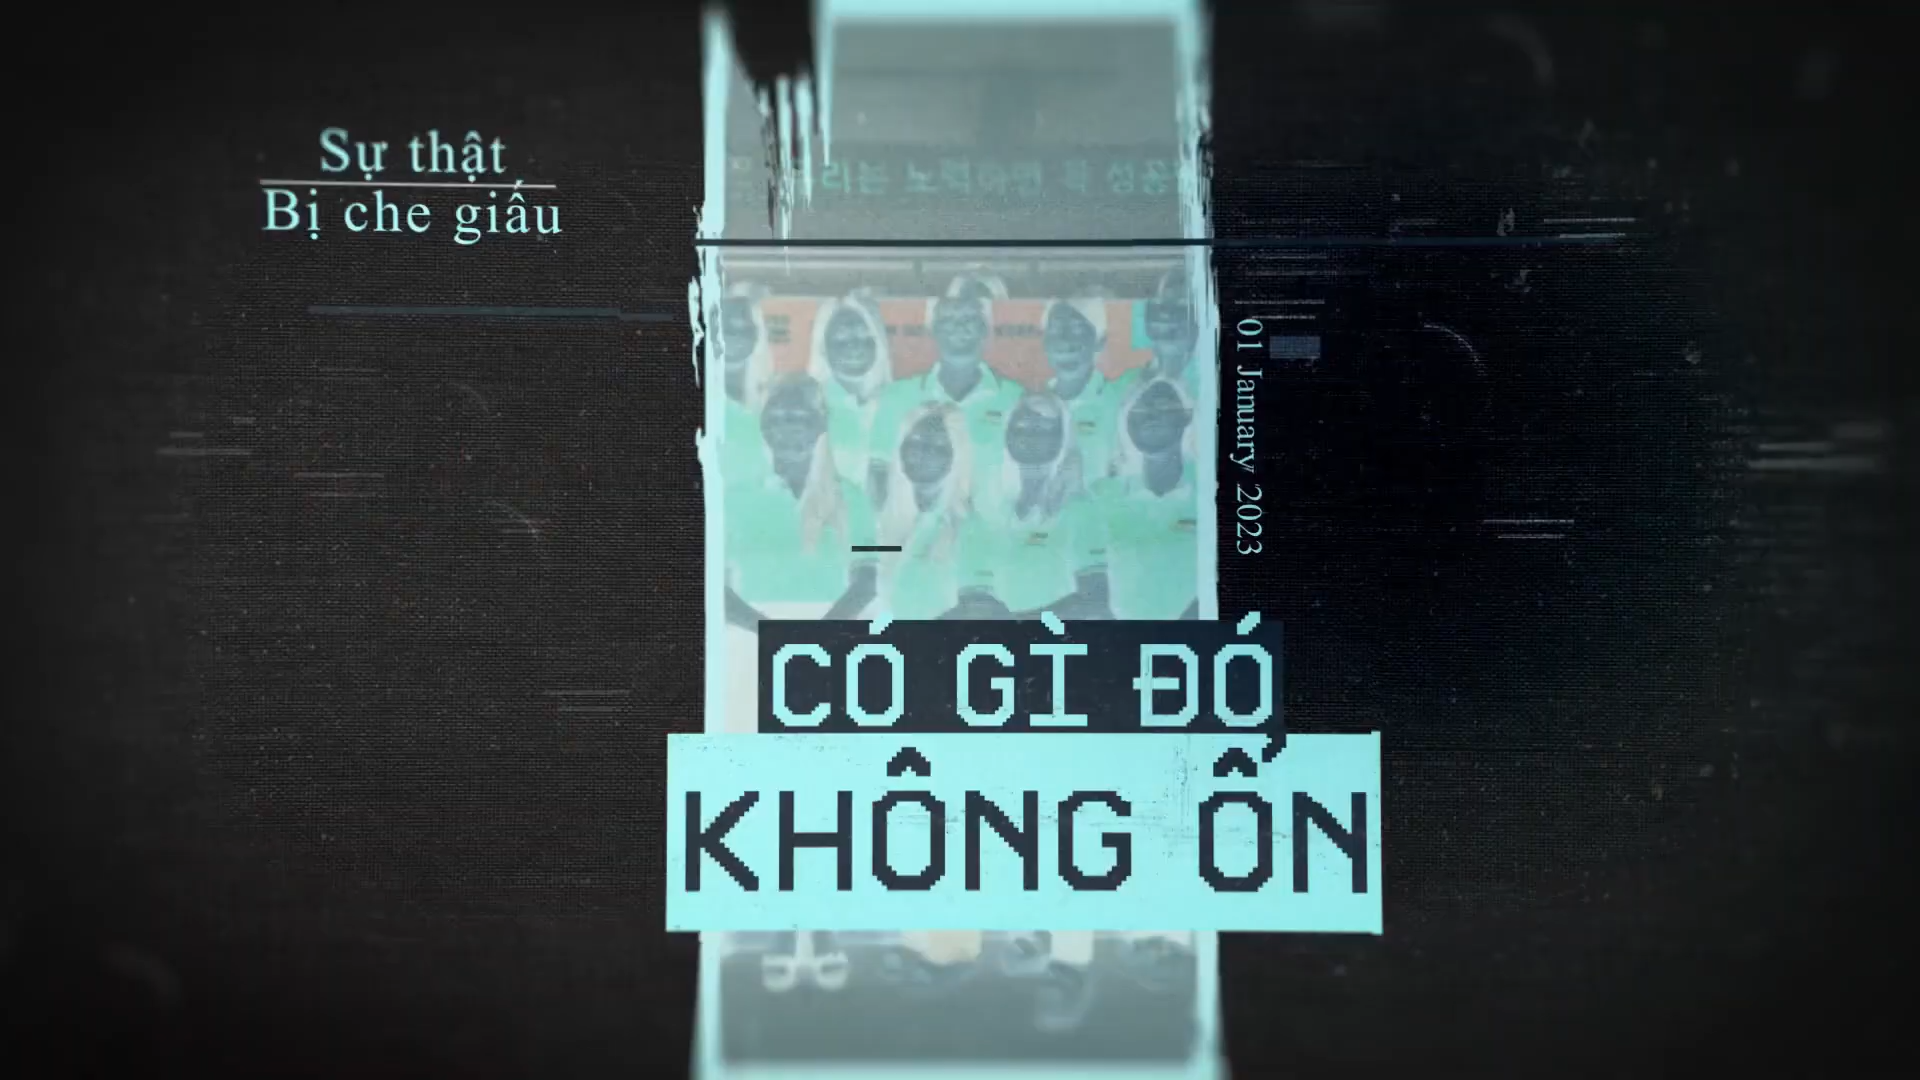 Sự thật
Bị che giấu
01 January 2023
CÓ GÌ ĐÓ
KHÔNG ỔN